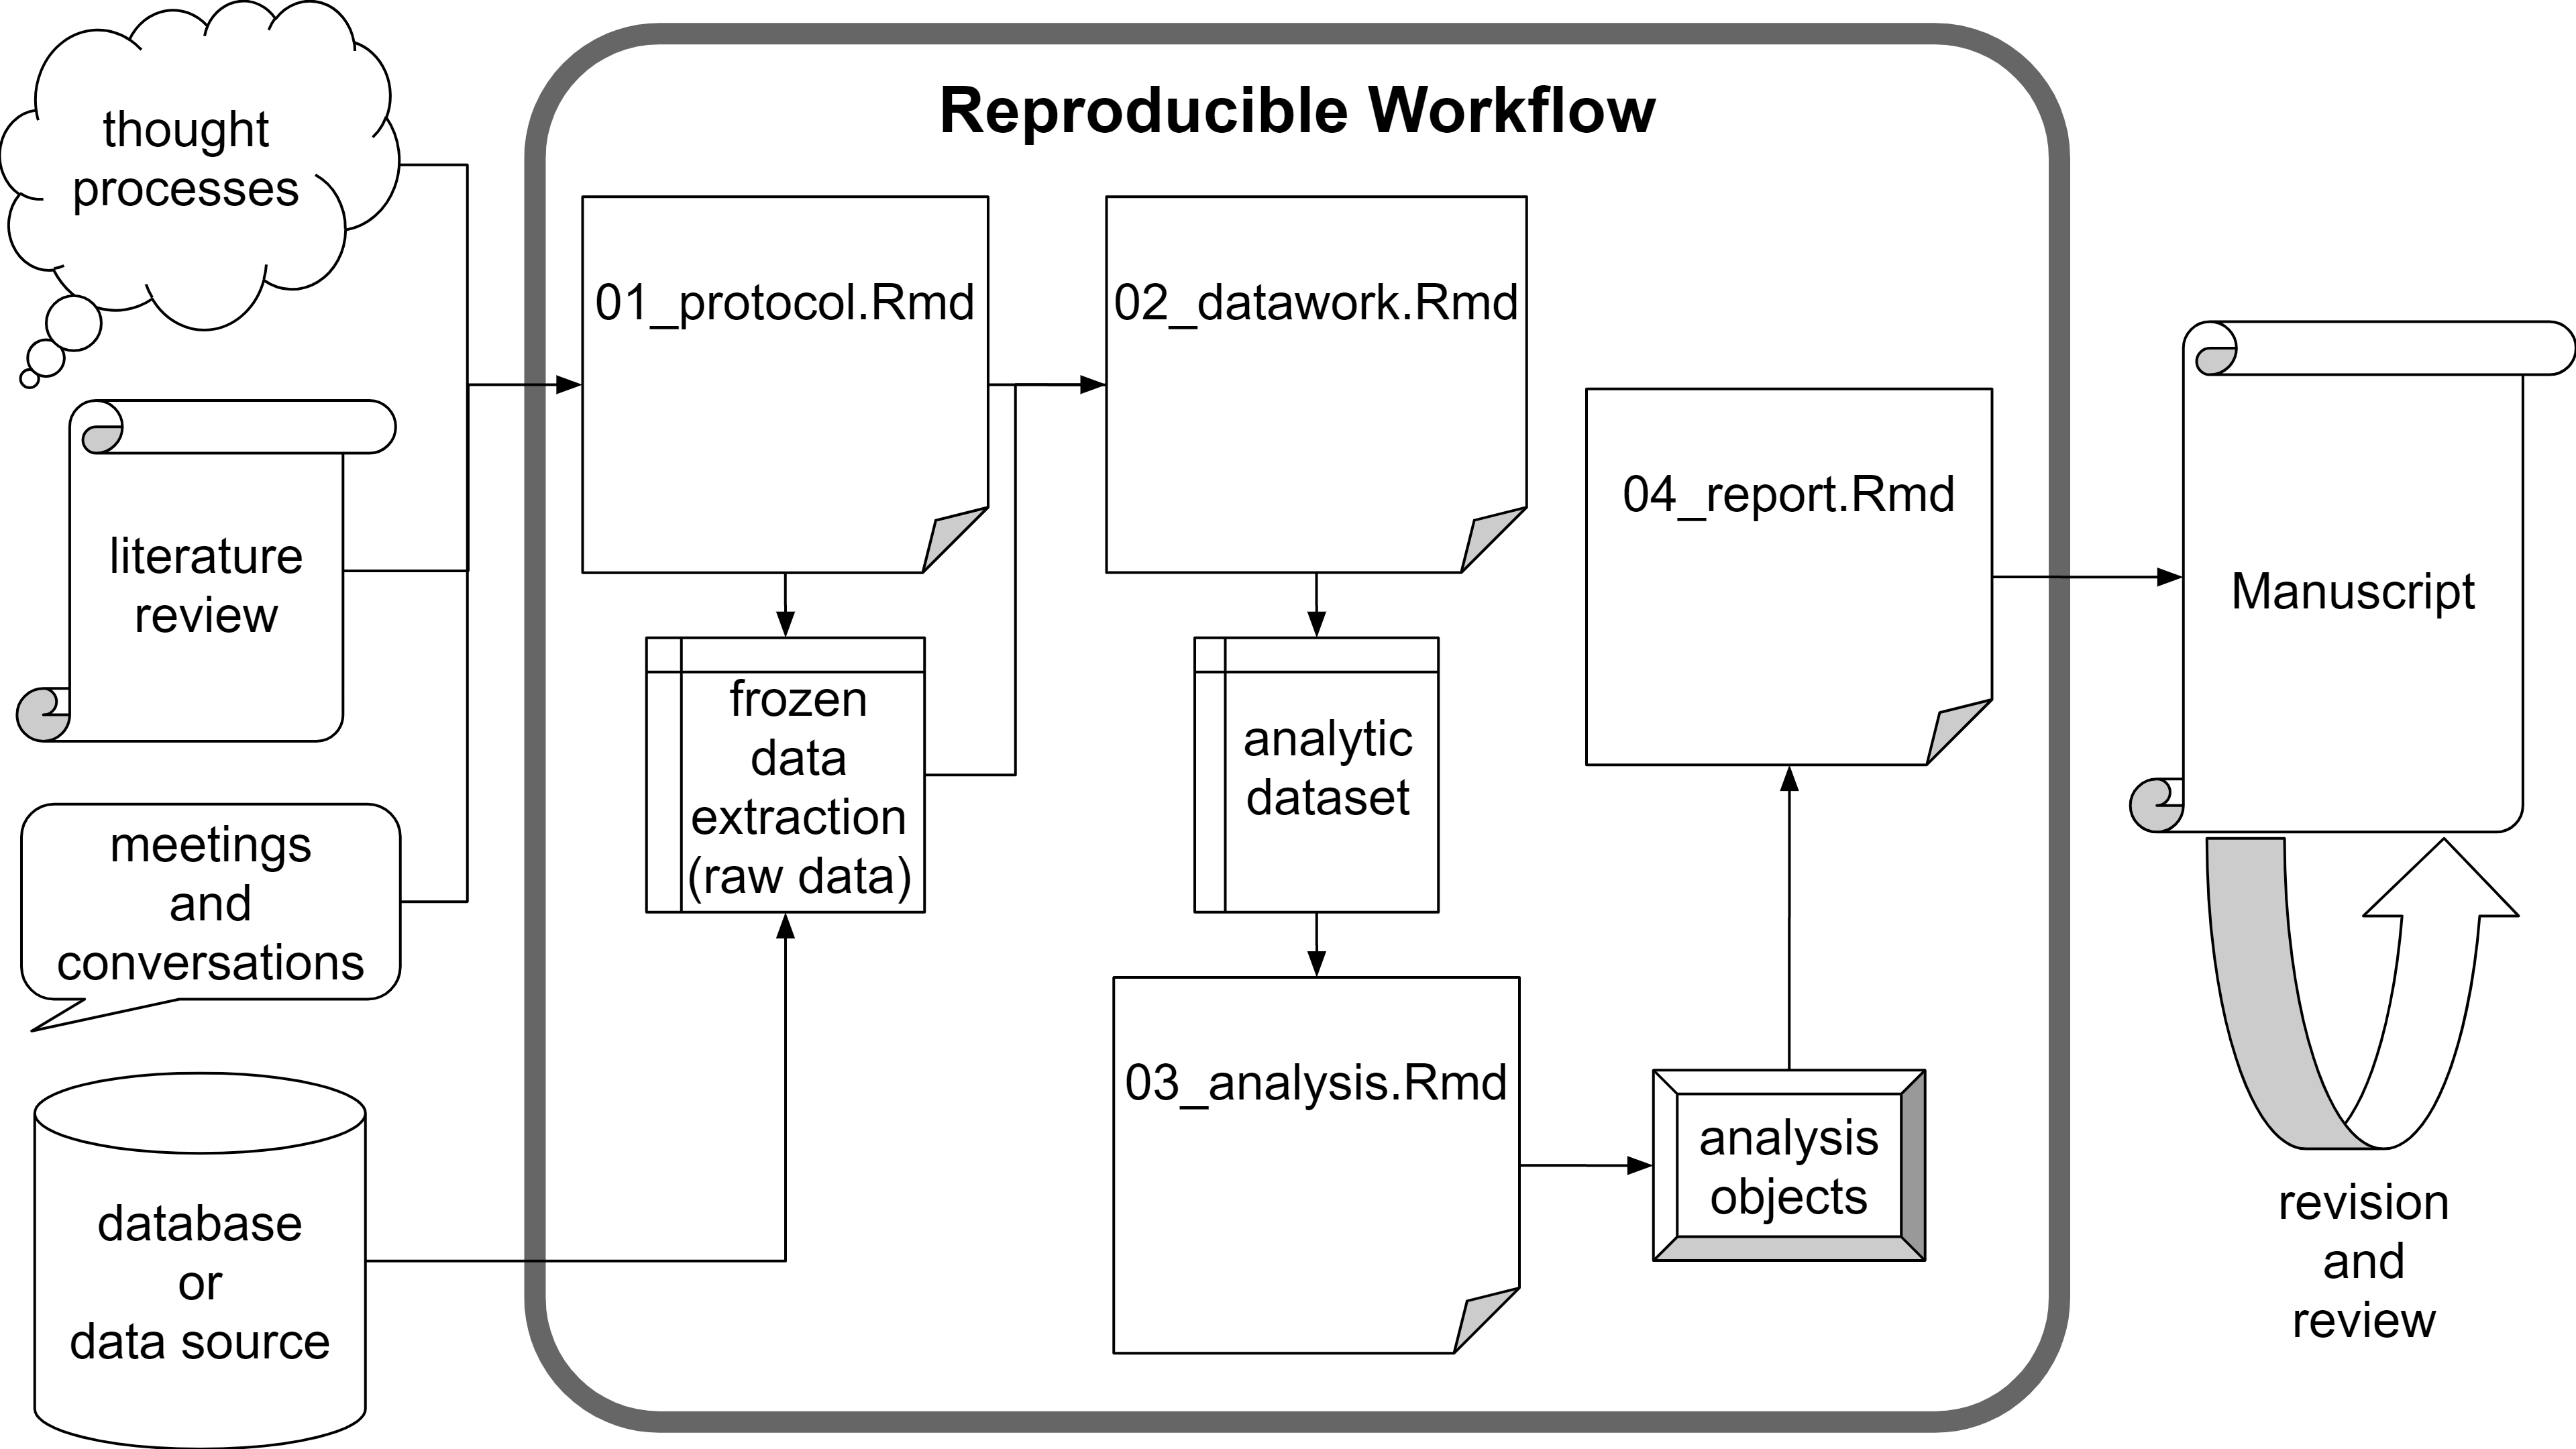 Reproducible Workflow
thought
processes
literature
review
meetings
and
conversations
database
or
data source
01_protocol.Rmd
frozen
data
extraction
(raw data)
02_datawork.Rmd
analytic
dataset
03_analysis.Rmd
analysis
objects
04_report.Rmd
Manuscript
revision
and
review